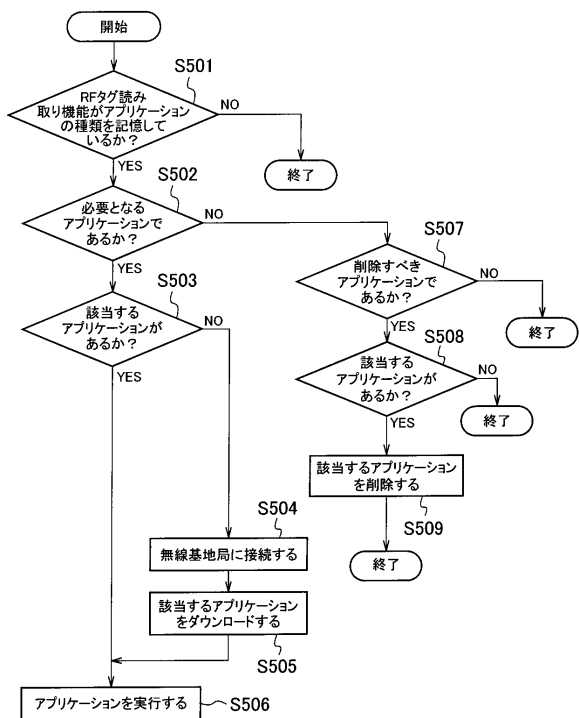 開始
S501
RFタグ読み
取り機能がアプリケーション
の種類を記憶して
いるか？
NO
YES
終了
S502
必要となる
アプリケーションで
あるか？
NO
YES
S507
削除すべき
アプリケーションで
あるか？
NO
YES
終了
S503
該当する
アプリケーションが
あるか？
NO
YES
S508
該当する
アプリケーションが
あるか？
NO
YES
終了
該当するアプリケーション
を削除する
S509
終了
S504
無線基地局に接続する
該当するアプリケーション
をダウンロードする
S505
アプリケーションを実行する
S506